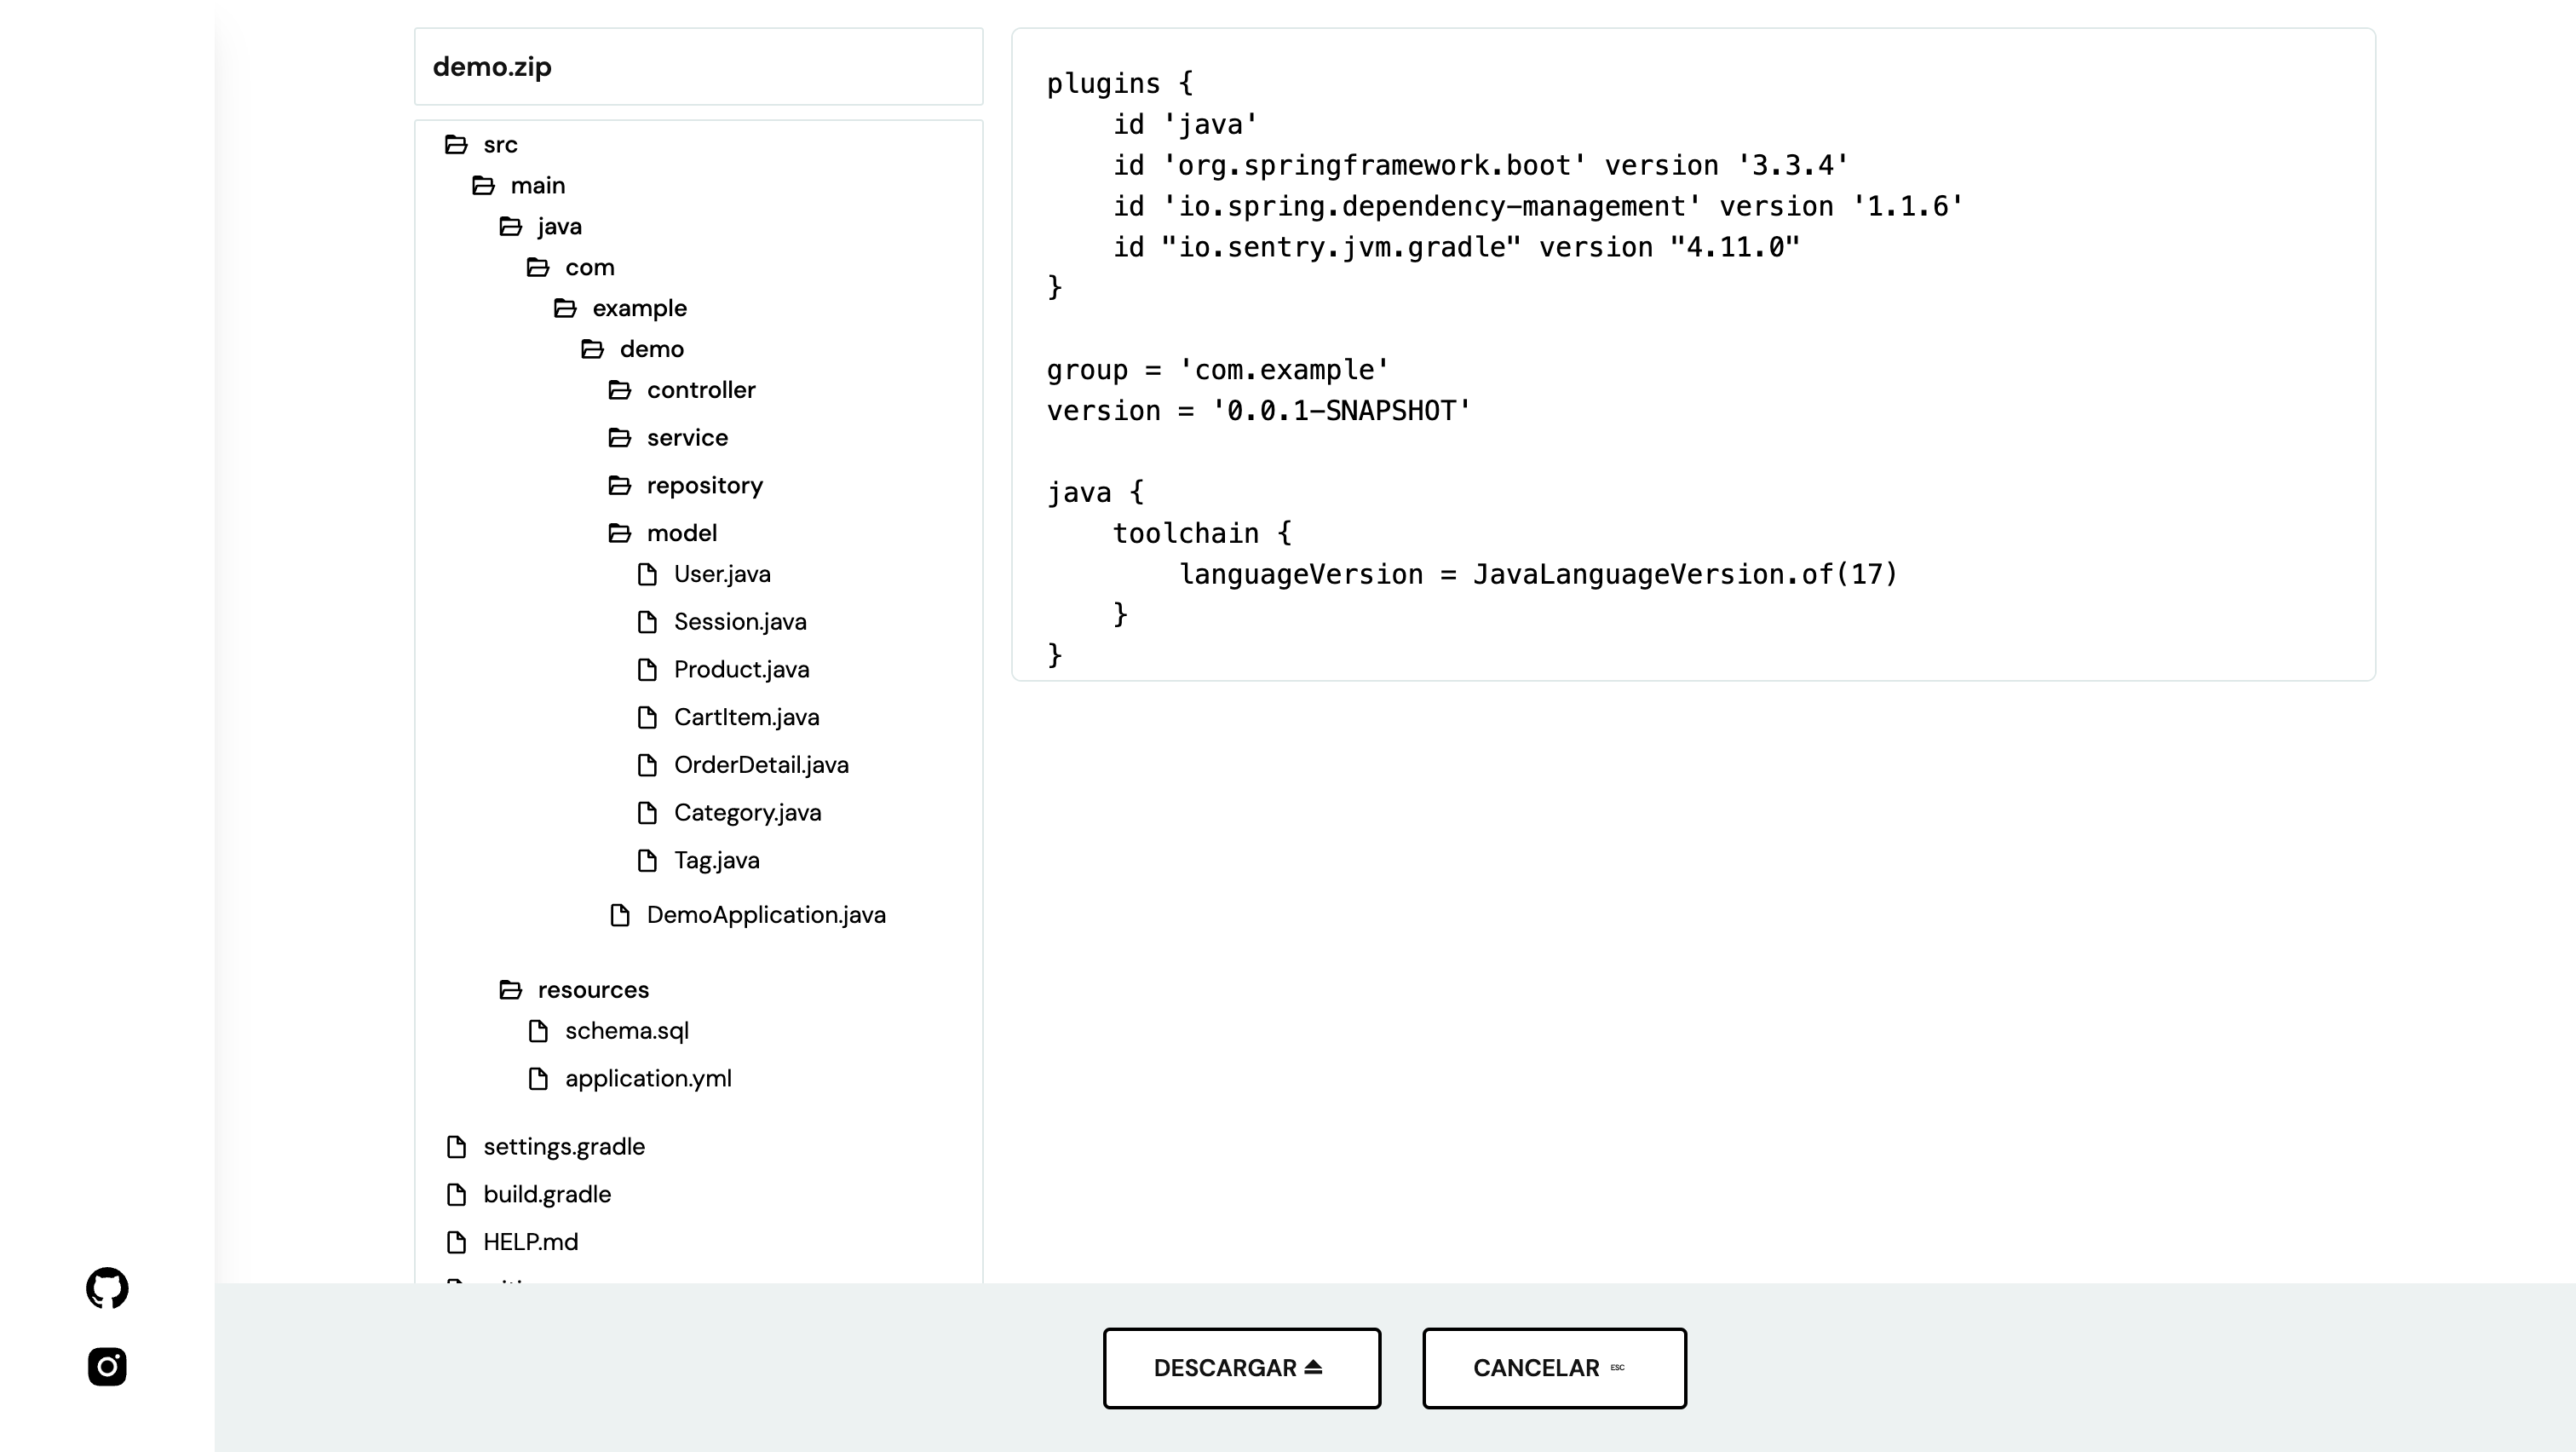 demo.zip
src
main
java
com
example
demo
controller
service
repository
model
User.java
Session.java
Product.java
CartItem.java
OrderDetail.java
Category.java
Tag.java
DemoApplication.java
resources
schema.sql
application.yml
settings.gradle
build.gradle
HELP.md
plugins {
    id 'java'
    id 'org.springframework.boot' version '3.3.4'
    id 'io.spring.dependency-management' version '1.1.6'
    id "io.sentry.jvm.gradle" version "4.11.0"
}
group = 'com.example'
version = '0.0.1-SNAPSHOT'
java {
    toolchain {
        languageVersion = JavaLanguageVersion.of(17)
    }
}
DESCARGAR
CANCELAR ESC